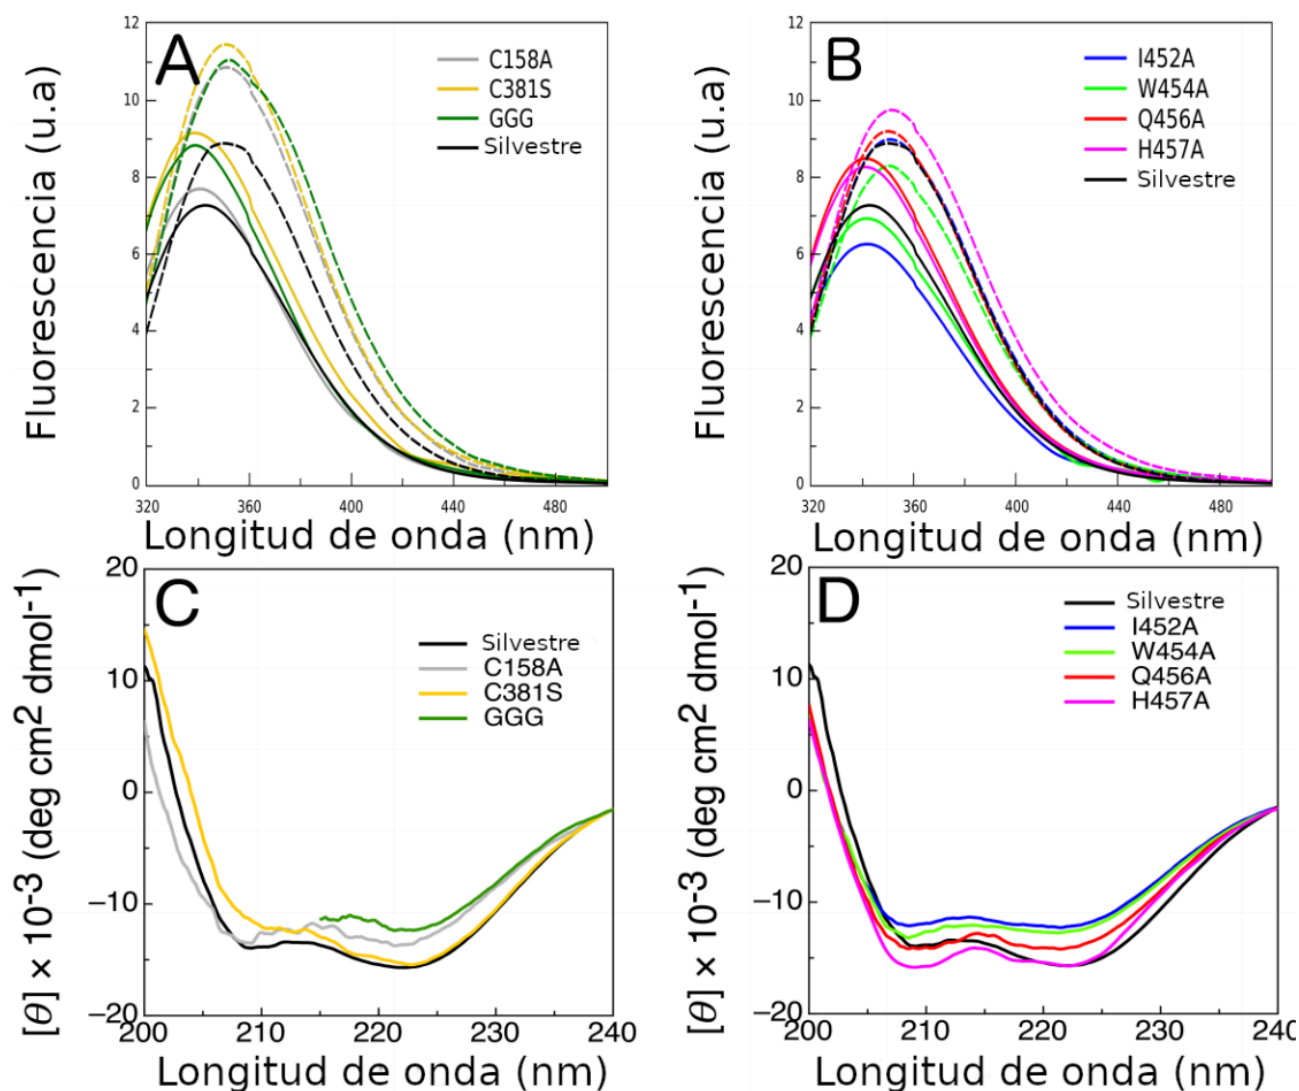 A
12
10
8
6
4
2
0
Fluorescencia (u.a)
C158A
C381S
GGG
Silvestre
320
360
400
440
480
Longitud de onda (nm)
B
12
10
8
6
4
2
0
Fluorescencia (u.a)
I452A
W454A
Q456A
H457A
Silvestre
320
360
400
440
480
Longitud de onda (nm)
C
20
10
0
−10
−20
[θ] × 10-3 (deg cm2 dmol-1)
Silvestre
C158A
C381S
GGG
200
210
220
230
240
Longitud de onda (nm)
D
20
10
0
−10
−20
[θ] × 10-3 (deg cm2 dmol-1)
Silvestre
I452A
W454A
Q456A
H457A
200
210
220
230
240
Longitud de onda (nm)